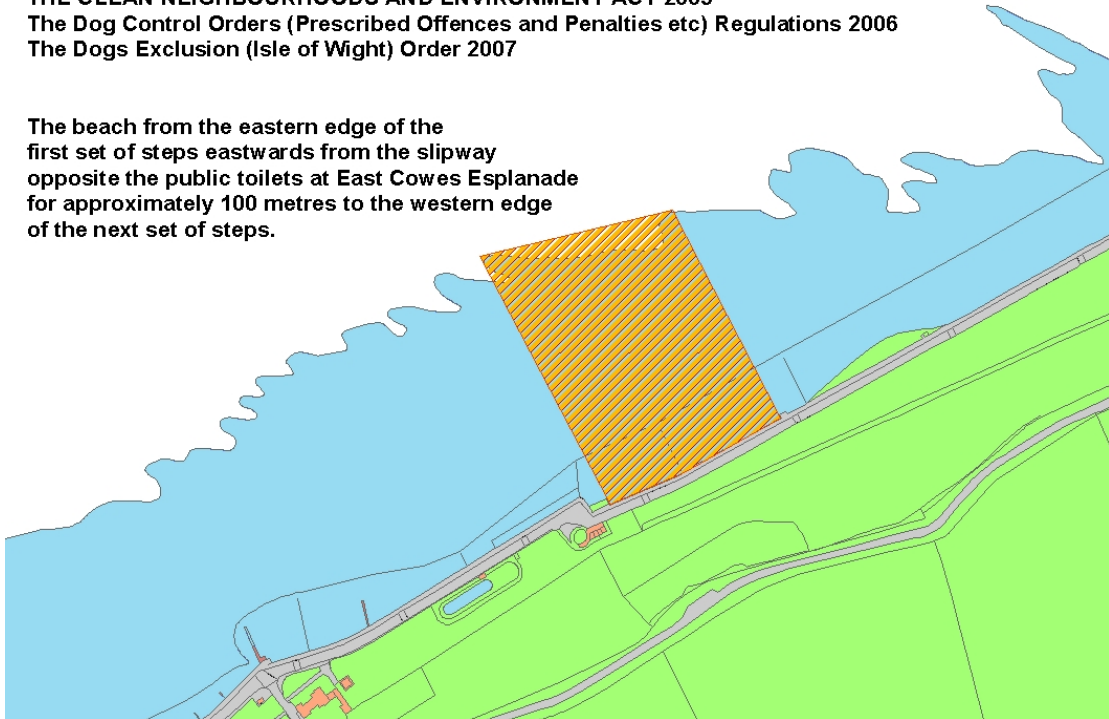 THE CLEAN NEIGHBOURHOODS AND ENVIRONMENT ACT 2005
The Dog Control Orders (Prescribed Offences and Penalties etc) Regulations 2006
The Dogs Exclusion (Isle of Wight) Order 2007
The beach from the eastern edge of the
first set of steps eastwards from the slipway
opposite the public toilets at East Cowes Esplanade
for approximately 100 metres to the western edge
of the next set of steps.